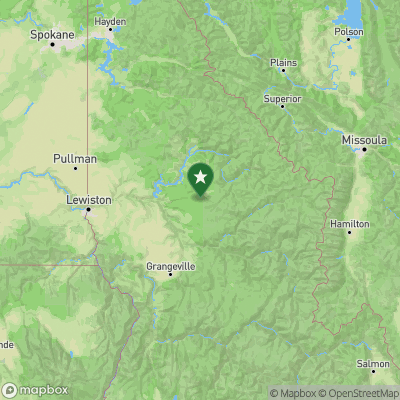 Polson
Hayden
Spokane
Plains
Superior
Missoula
Pullman
Lewiston
Hamilton
Grangeville
nde
Salmon
mapbox
© Mapbox © OpenStreetMap